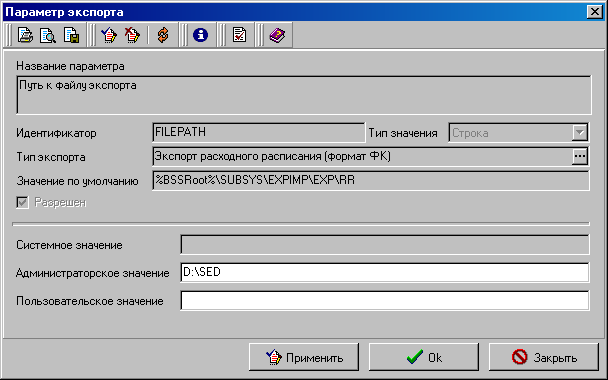 Параметр экспорта
Название параметра
Путь к файлу экспорта
Идентификатор FILEPATH Тип значения Строка
Тип экспорта Экспорт расходного расписания (формат ФК) ...
Значение по умолчанию %BSSRoot%\SUBSYS\EXPIMP\EXP\RR
Разрешен
Системное значение
Администраторское значение D:\SED
Пользовательское значение
Применить Ok Закрыть